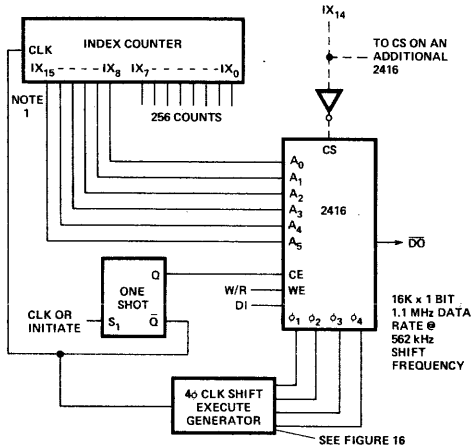 IX14
TO CS ON AN
ADDITIONAL
2416
INDEX COUNTER
CLK
IX15 - - - - - IX8 IX7 - - - - - - IX0
NOTE
1
256 COUNTS
CS
A0
A1
A2
A3
A4
A5
2416
DO
CE
W/R
WE
DI
ϕ1 ϕ2 ϕ3 ϕ4
16K x 1 BIT
1.1 MHz DATA
RATE @
562 kHz
SHIFT
FREQUENCY
Q
ONE
SHOT
CLK OR
INITIATE
S1
Q
4ϕ CLK SHIFT
EXECUTE
GENERATOR
SEE FIGURE 16